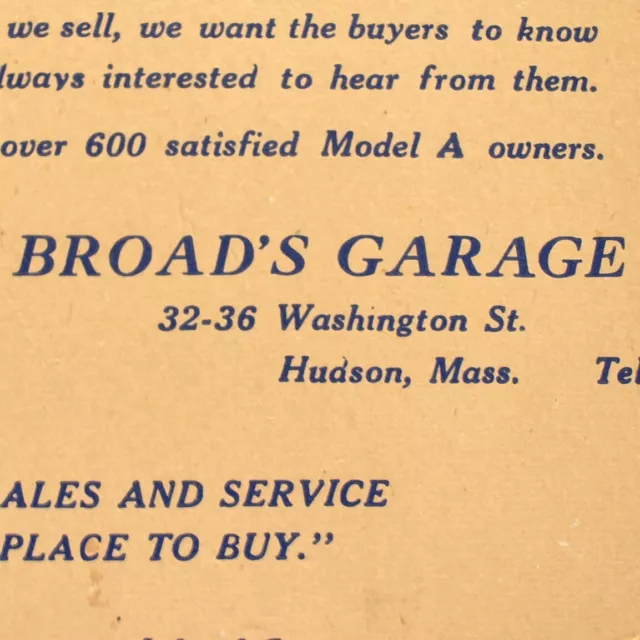 we sell, we want the buyers to know
lways interested to hear from them.
over 600 satisfied Model A owners.
BROAD'S GARAGE
32-36 Washington St.
Hudson, Mass. Tel
ALES AND SERVICE
PLACE TO BUY."